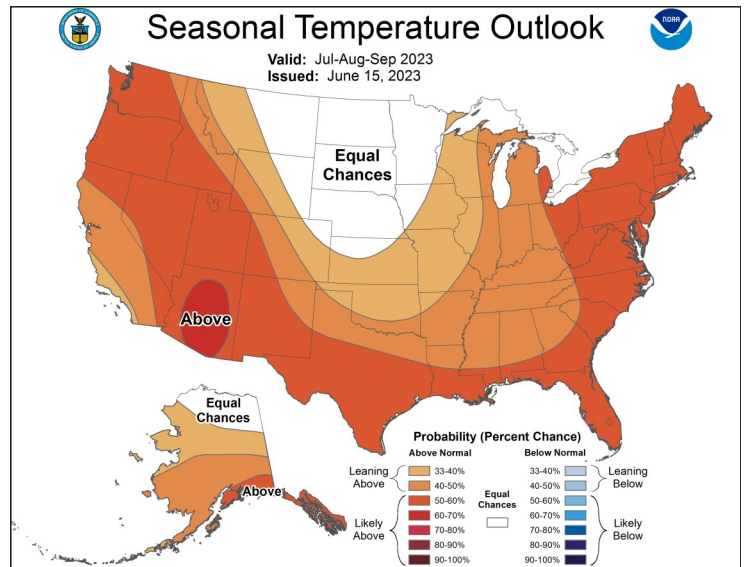 Seasonal Temperature Outlook
NOAA
Valid: Jul-Aug-Sep 2023
Issued: June 15, 2023
Equal
Chances
Above
Equal
Chances
Above
Probability (Percent Chance)
Above Normal
Below Normal
Leaning
Above
33-40%
40-50%
Likely
Above
50-60%
60-70%
70-80%
80-90%
90-100%
Equal
Chances
33-40%
40-50%
Leaning
Below
50-60%
60-70%
70-80%
80-90%
90-100%
Likely
Below